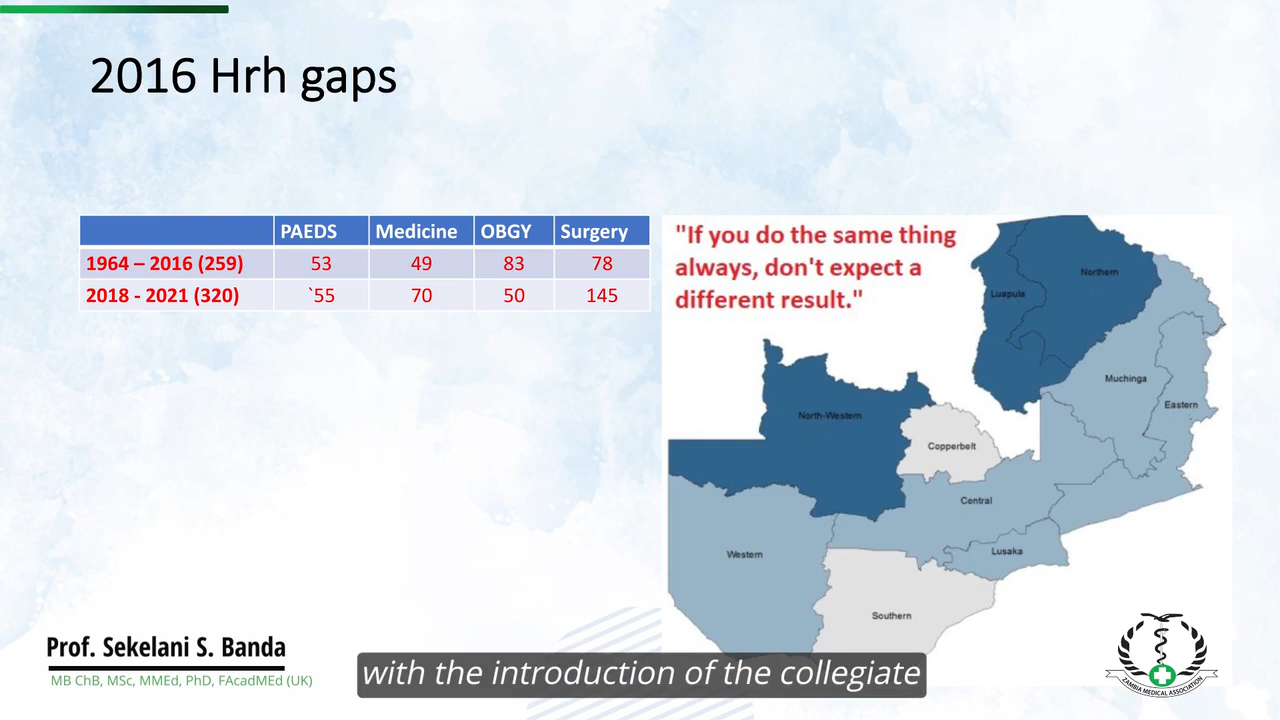 2016 Hrh gaps
PAEDS Medicine OBGY Surgery
1964 – 2016 (259) 53 49 83 78
2018 - 2021 (320) `55 70 50 145
"If you do the same thing
always, don't expect a
different result."
Northern
Luapula
Muchinga
Eastern
North-Western
Copperbelt
Central
Western
Lusaka
Southern
Prof. Sekelani S. Banda
MB ChB, MSc, MMEd, PhD, FAcadMEd (UK)
with the introduction of the collegiate
ZAMBIA MEDICAL ASSOCIATION